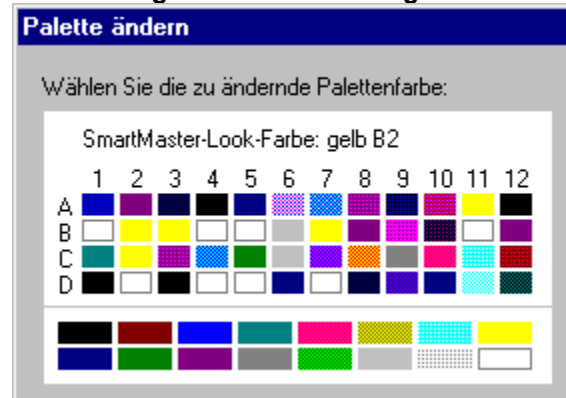 Palette ändern
Wählen Sie die zu ändernde Palettenfarbe:
SmartMaster-Look-Farbe: gelb B2
1 2 3 4 5 6 7 8 9 10 11 12
A
B
C
D